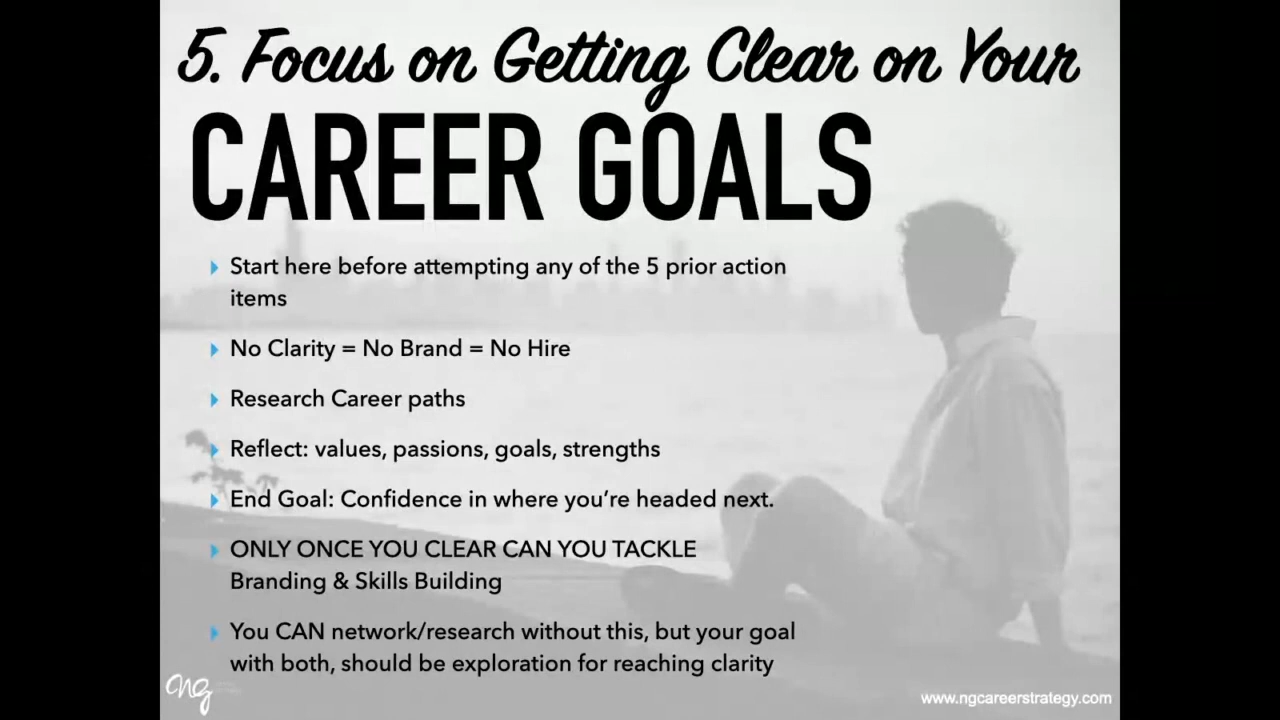 5. Focus on Getting Clear on Your
CAREER GOALS
Start here before attempting any of the 5 prior action
items
No Clarity = No Brand = No Hire
Research Career paths
Reflect: values, passions, goals, strengths
End Goal: Confidence in where you’re headed next.
ONLY ONCE YOU CLEAR CAN YOU TACKLE
Branding & Skills Building
You CAN network/research without this, but your goal
with both, should be exploration for reaching clarity
ng
www.ngcareerstrategy.com